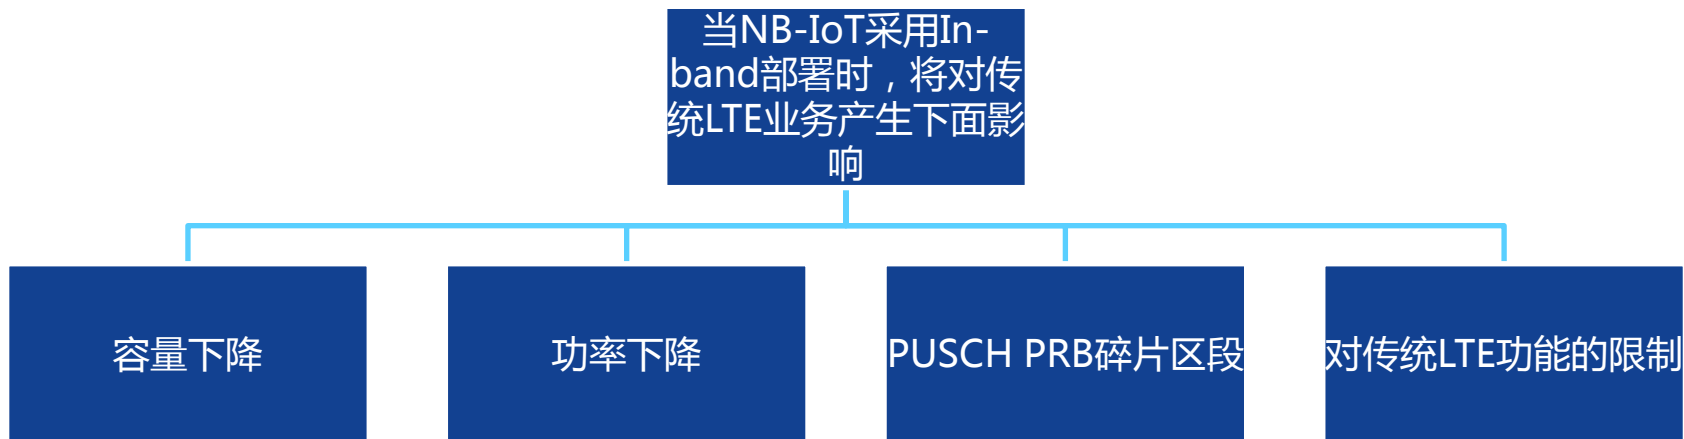 当NB-IoT采用In-
band部署时，将对传
统LTE业务产生下面影
响
容量下降
功率下降
PUSCH PRB碎片区段
对传统LTE功能的限制